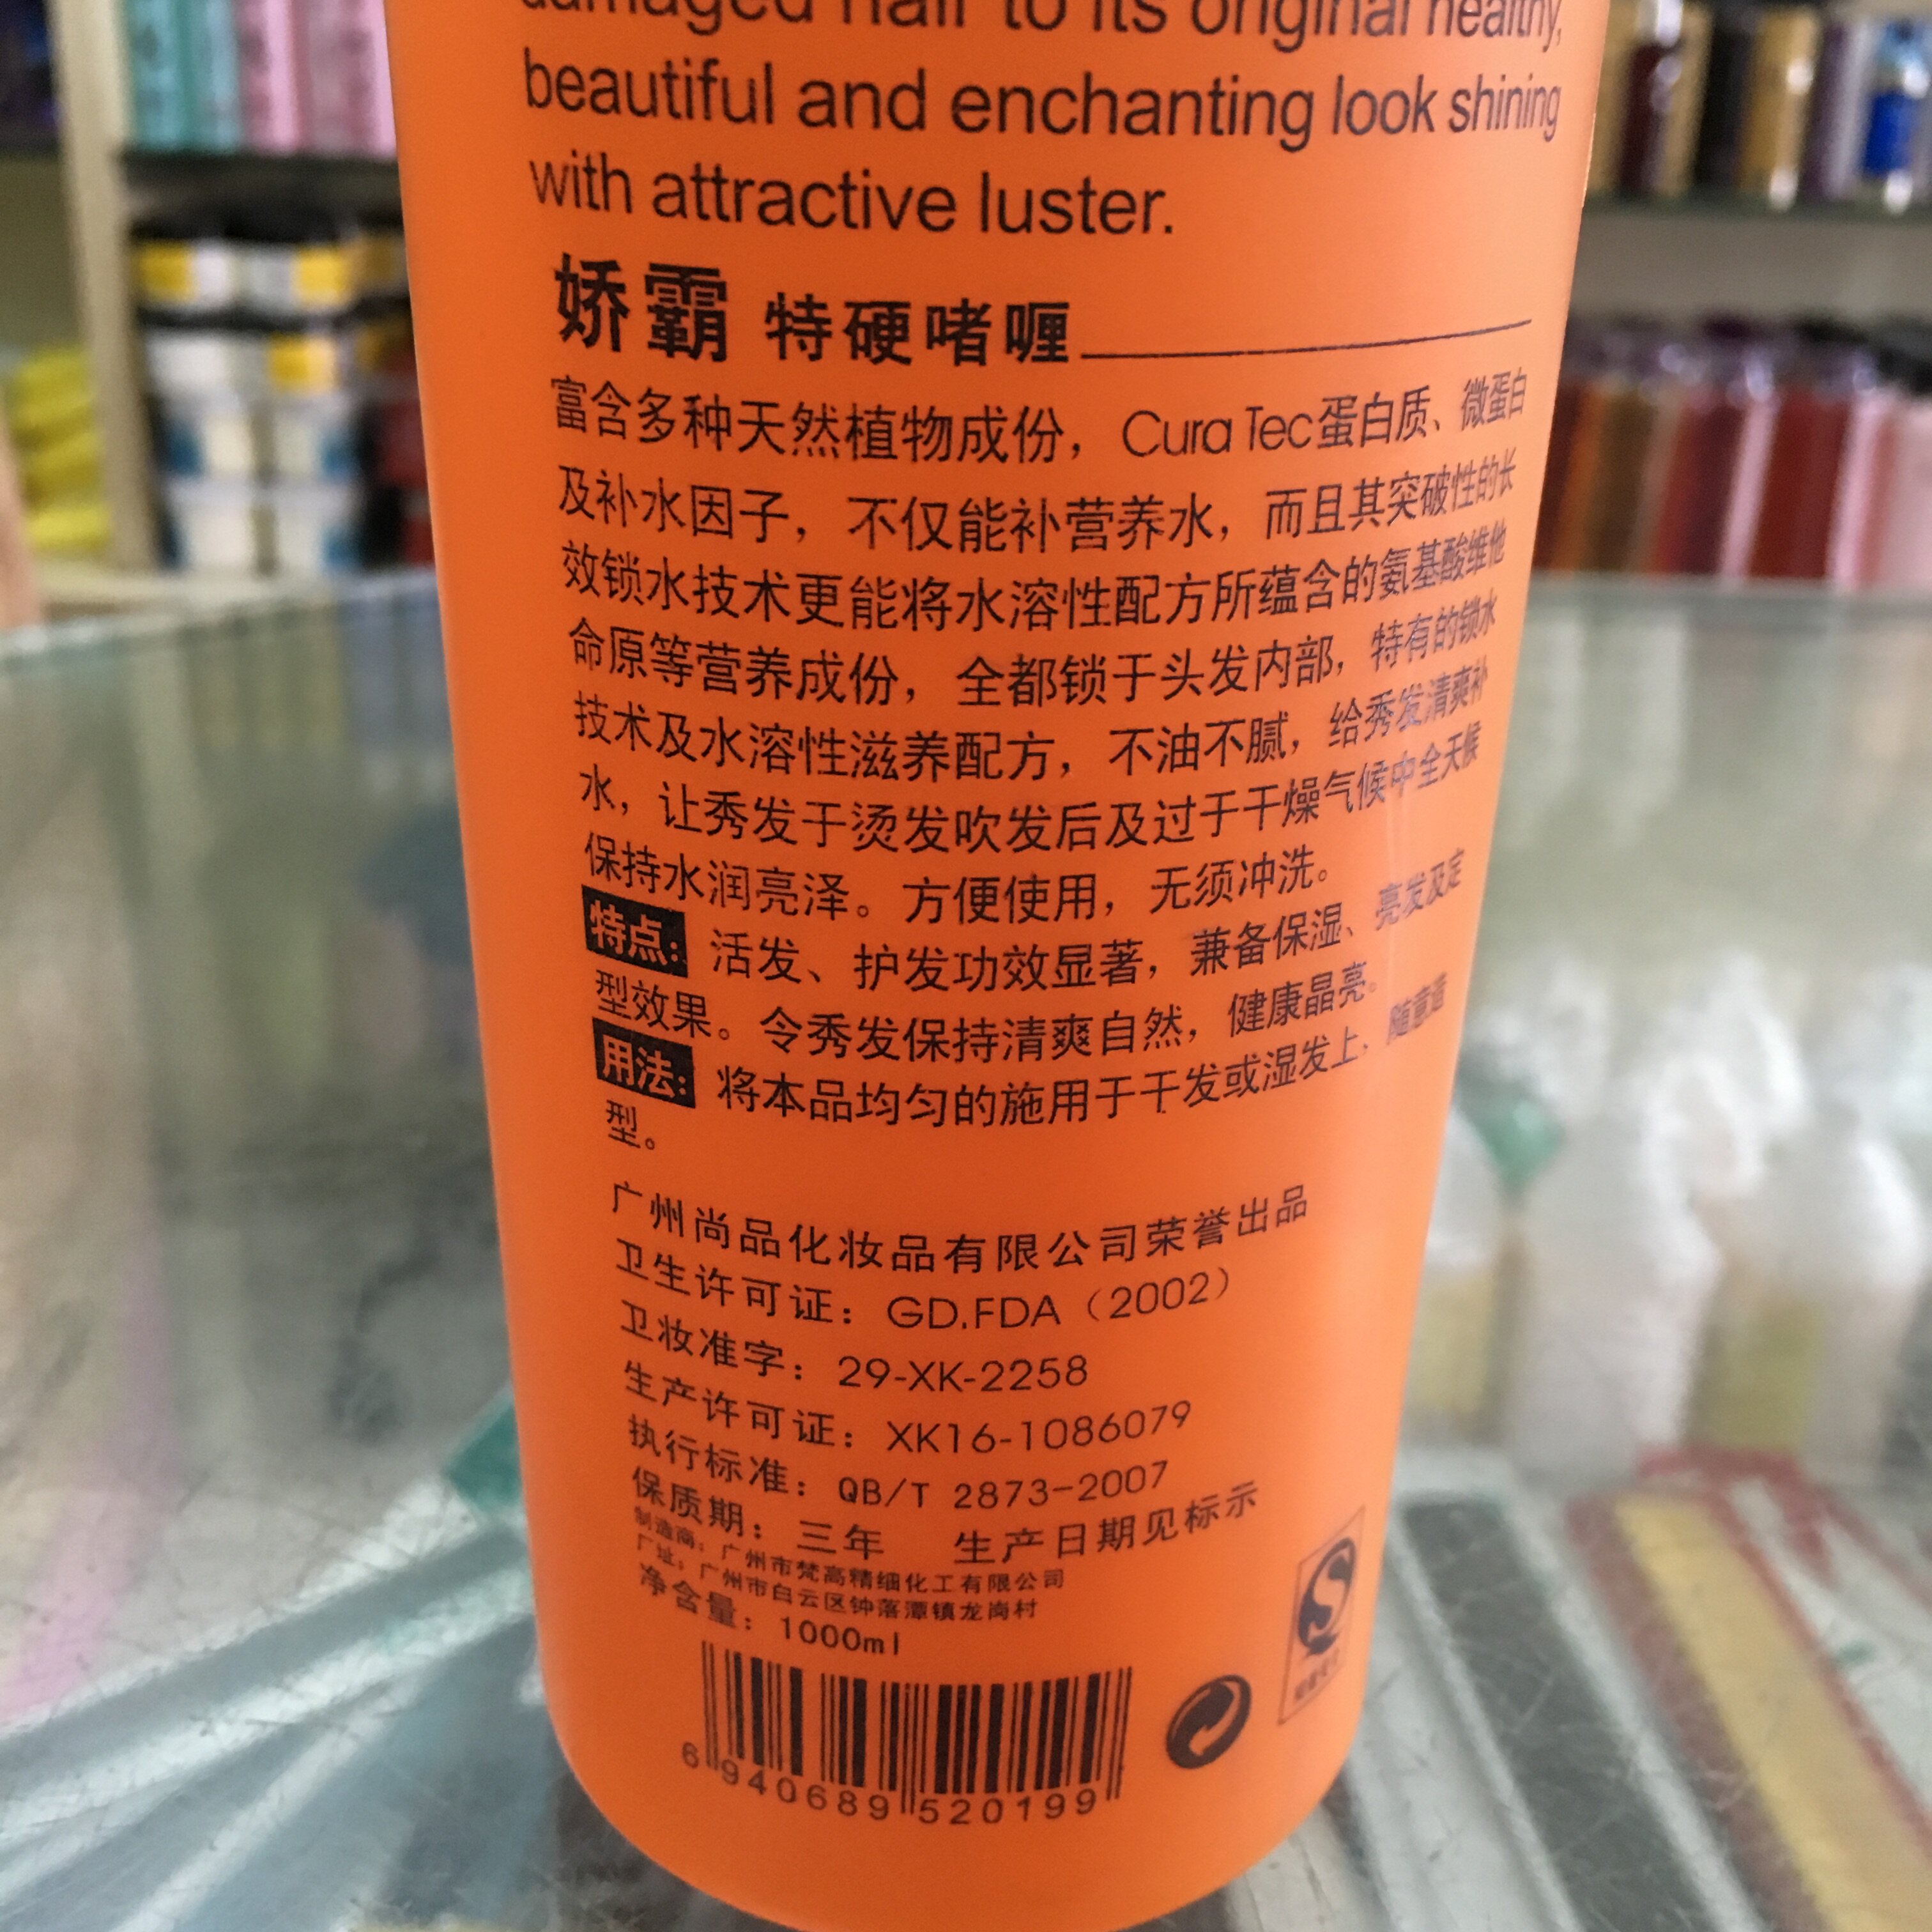 damaged hair to its original healthy,
beautiful and enchanting look shining
with attractive luster.
娇霸 特硬啫喱
富含多种天然植物成份，Cura Tec蛋白质、微蛋白
及补水因子，不仅能补营养水，而且其突破性的长
效锁水技术更能将水溶性配方所蕴含的氨基酸维他
命原等营养成份，全都锁于头发内部，特有的锁水
技术及水溶性滋养配方，不油不腻，给秀发清爽补
水，让秀发于烫发吹发后及过于干燥气候中全天候
保持水润亮泽。方便使用，无须冲洗。
特点：活发、护发功效显著，兼备保湿、亮发及定
型效果。令秀发保持清爽自然，健康晶亮。
用法：将本品均匀的施用于干发或湿发上、随意造
型。
广州尚品化妆品有限公司荣誉出品
卫生许可证：GD.FDA（2002）
卫妆准字：29-XK-2258
生产许可证：XK16-1086079
执行标准：QB/T 2873-2007
保质期：三年 生产日期见标示
制造商：广州市梵高精细化工有限公司
厂址：广州市白云区钟落潭镇龙岗村
净含量：1000ml
6 940689 520199